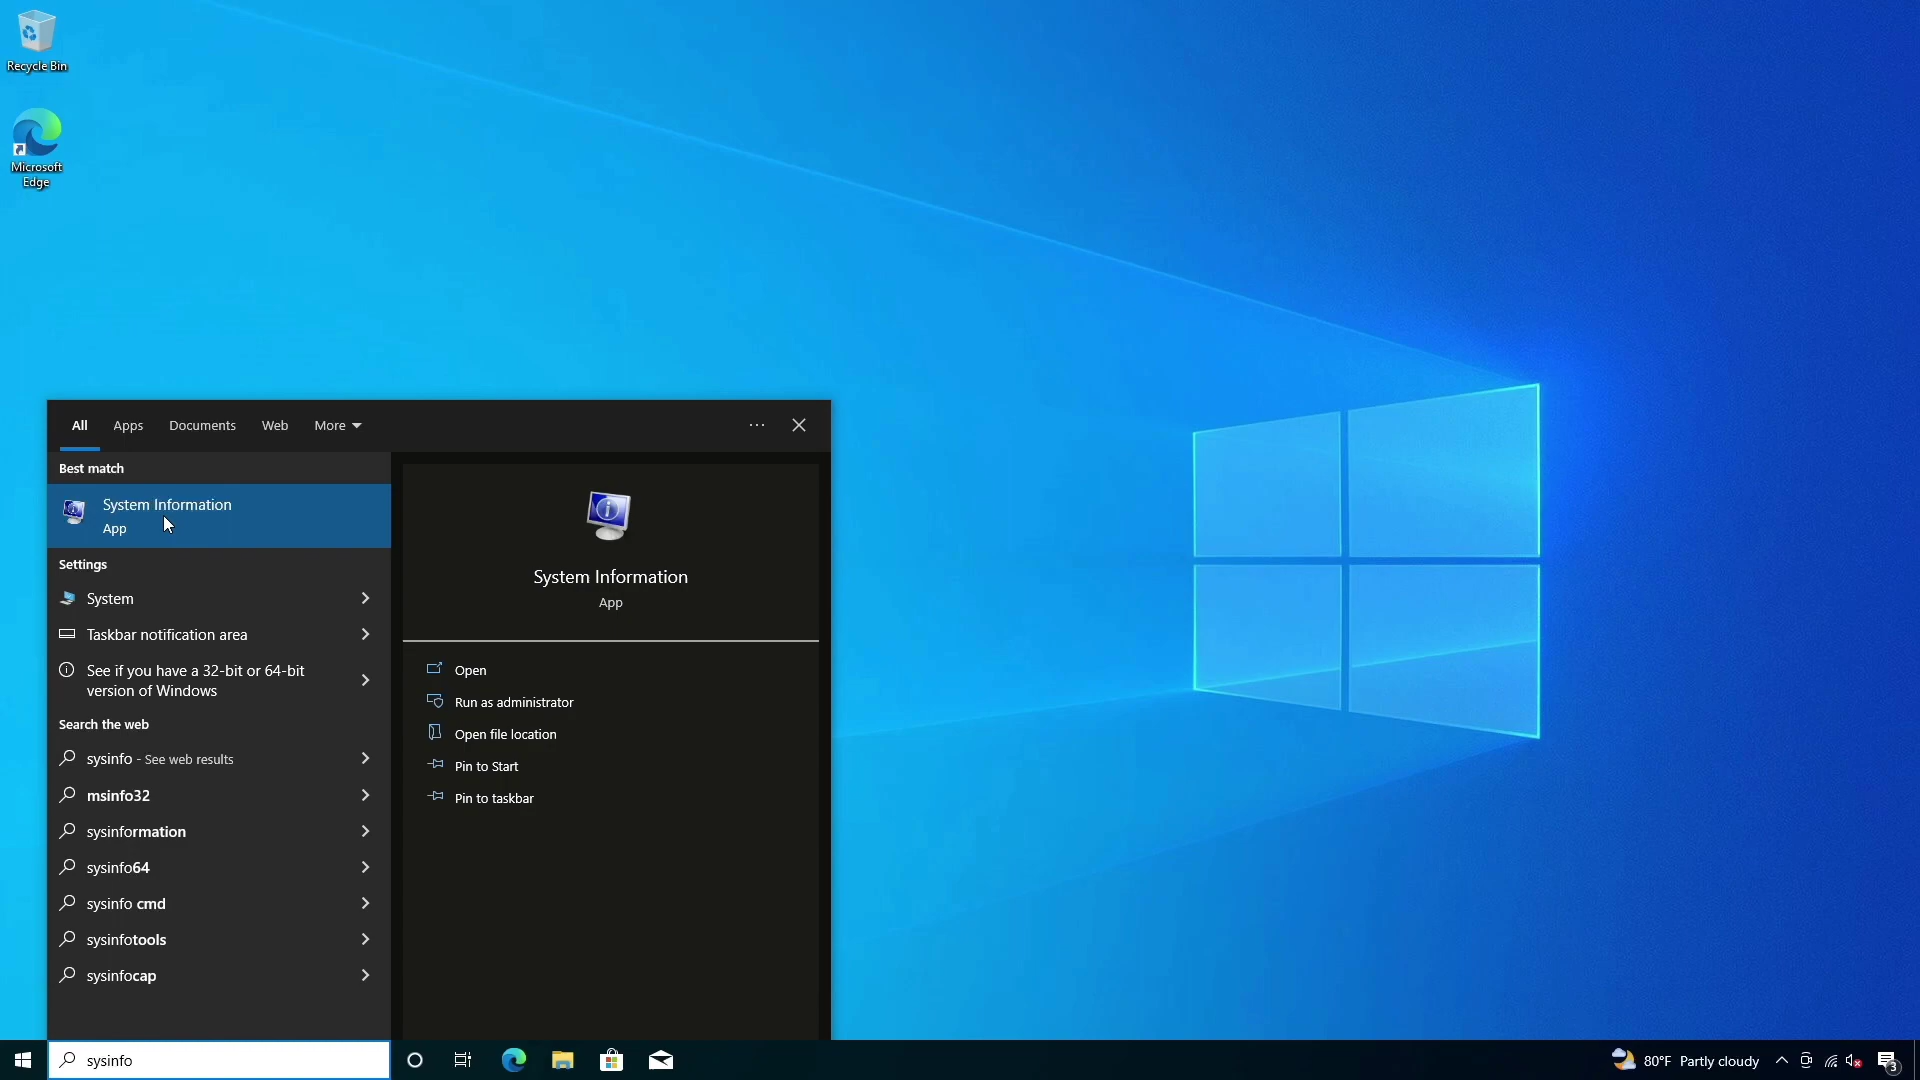 Recycle Bin
Microsoft
Edge
All Apps Documents Web More
Best match
System Information
App
Settings
System
Taskbar notification area
See if you have a 32-bit or 64-bit
version of Windows
Search the web
sysinfo - See web results
msinfo32
sysinformation
sysinfo64
sysinfo cmd
sysinfotools
sysinfocap
System Information
App
Open
Run as administrator
Open file location
Pin to Start
Pin to taskbar
sysinfo
80°F Partly cloudy
3